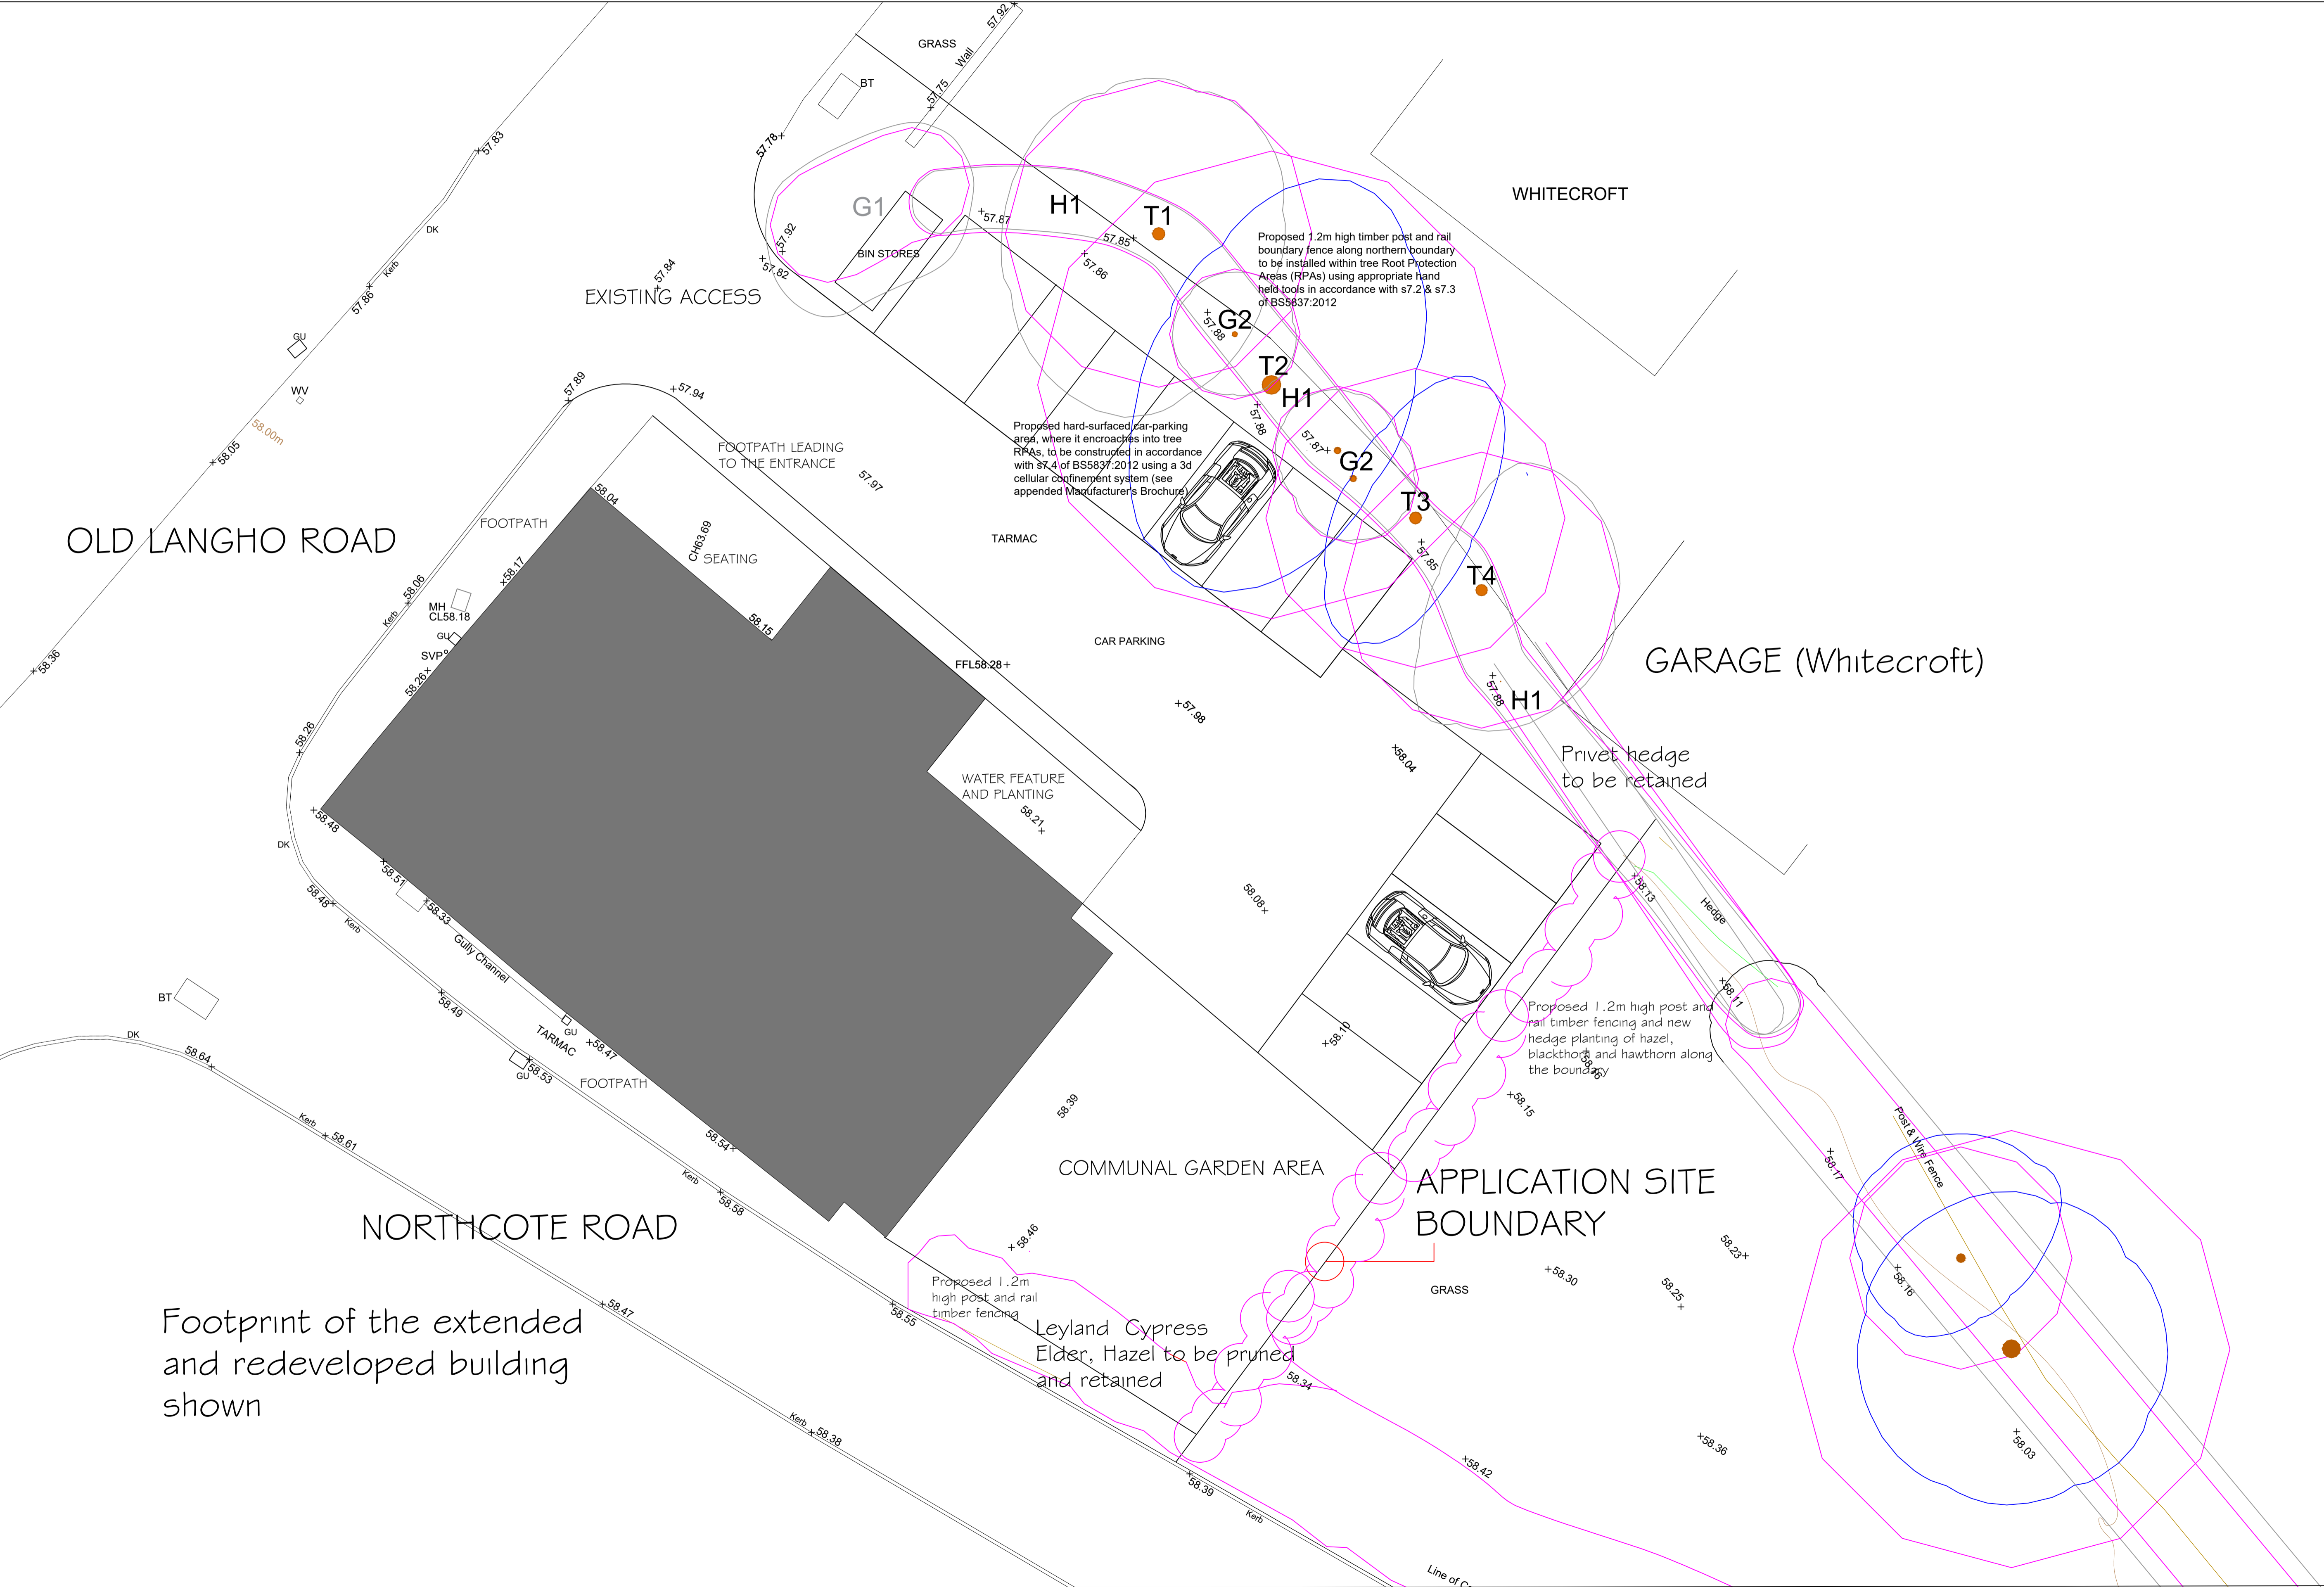 57.92
GRASS
Wall
BT
57.75
57.83
57.78
WHITECROFT
G1
H1
T1
57.87
DK
57.92
57.85
Proposed 1.2m high timber post and rail
boundary fence along northern boundary
to be installed within tree Root Protection
Areas (RPAs) using appropriate hand
held tools in accordance with s7.2 & s7.3
of BS5837:2012
BIN STORES
57.82
57.86
Kerb
57.84
EXISTING ACCESS
57.86
57.88
G2
GU
T2
H1
WV
57.89
57.94
58.00m
57.88
Proposed hard-surfaced car-parking
area, where it encroaches into tree
RPAs, to be constructed in accordance
with s7.4 of BS5837:2012 using a 3d
cellular confinement system (see
appended Manufacturer's Brochure)
57.87
FOOTPATH LEADING
TO THE ENTRANCE
58.05
G2
57.97
58.04
T3
FOOTPATH
OLD LANGHO ROAD
CH63.69
TARMAC
SEATING
57.85
58.17
T4
58.06
MH
CL58.18
Kerb
58.15
GU
CAR PARKING
SVP
58.36
FFL58.28
GARAGE (Whitecroft)
58.26
57.88
H1
57.98
58.26
58.04
Privet hedge
to be retained
WATER FEATURE
AND PLANTING
58.21
58.48
DK
58.51
58.48
58.08
58.13
58.33
Hedge
Kerb
Gully Channel
BT
58.49
58.11
Proposed 1.2m high post and
rail timber fencing and new
hedge planting of hazel,
blackthorn and hawthorn along
the boundary
DK
GU
TARMAC
58.47
58.10
58.64
58.53
GU
58.16
FOOTPATH
58.39
58.15
Kerb
58.61
58.54
Post & Wire Fence
COMMUNAL GARDEN AREA
58.17
Kerb
APPLICATION SITE
BOUNDARY
58.58
NORTHCOTE ROAD
58.46
58.23
58.30
58.16
Proposed 1.2m
high post and rail
timber fencing
GRASS
58.25
58.47
58.55
Footprint of the extended
and redeveloped building
shown
Leyland Cypress
Elder, Hazel to be pruned
and retained
58.34
Kerb
58.38
58.36
58.03
58.42
58.39
Kerb
Line of